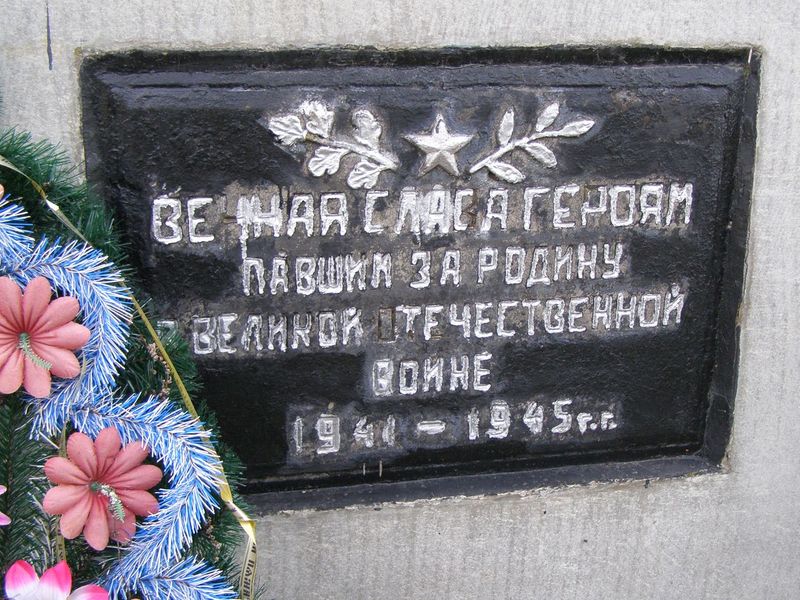 ВЕЧНАЯ СЛАВА ГЕРОЯМ
ПАВШИМ ЗА РОДИНУ
В ВЕЛИКОЙ ОТЕЧЕСТВЕННОЙ
ВОЙНЕ
1941 – 1945 г.г.